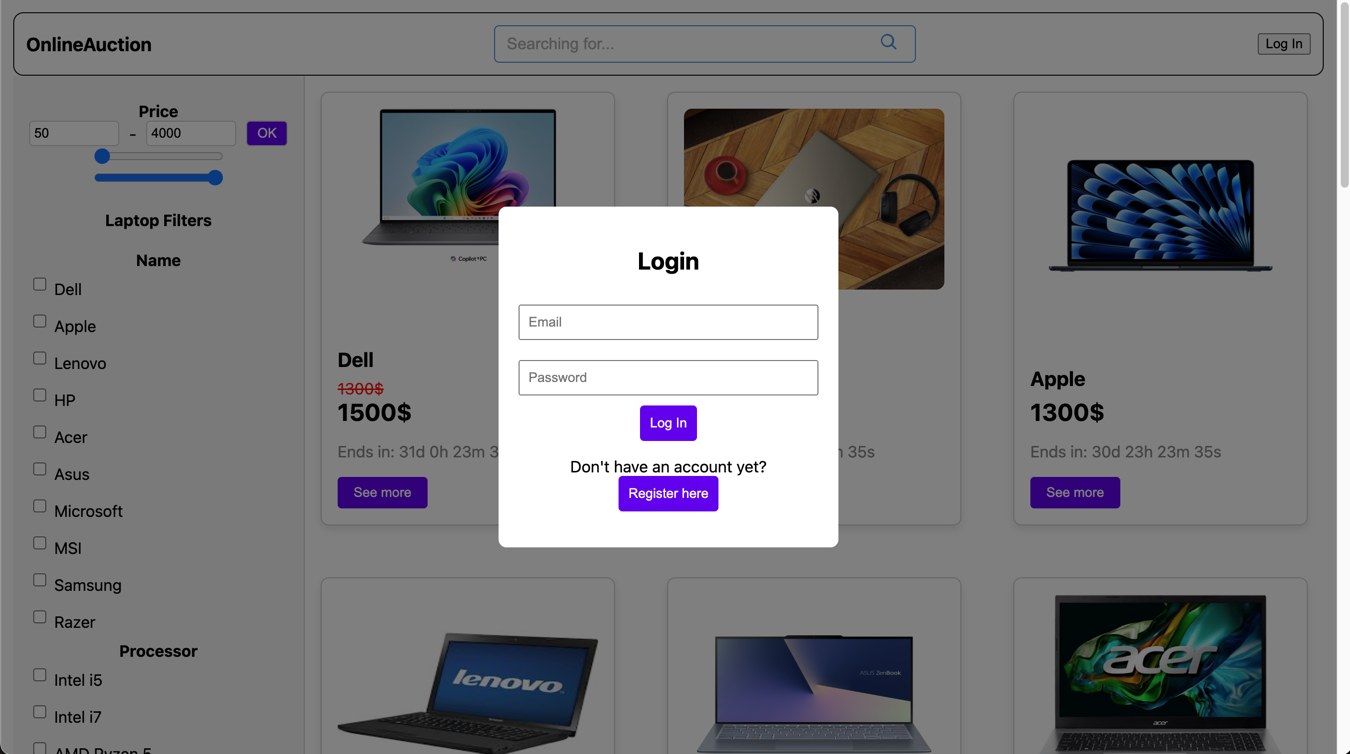 OnlineAuction
Searching for...
Log In
Price
50
-
4000
OK
Laptop Filters
Name
Dell
Apple
Lenovo
HP
Acer
Asus
Microsoft
MSI
Samsung
Razer
Processor
Intel i5
Intel i7
AMD Ryzen 5
Copilot+PC
Dell
1300$
1500$
Ends in: 31d 0h 23m 3
See more
hp
35s
Apple
1300$
Ends in: 30d 23h 23m 35s
See more
lenovo
ASUS ZenBook
acer
acer
Login
Email
Password
Log In
Don't have an account yet?
Register here